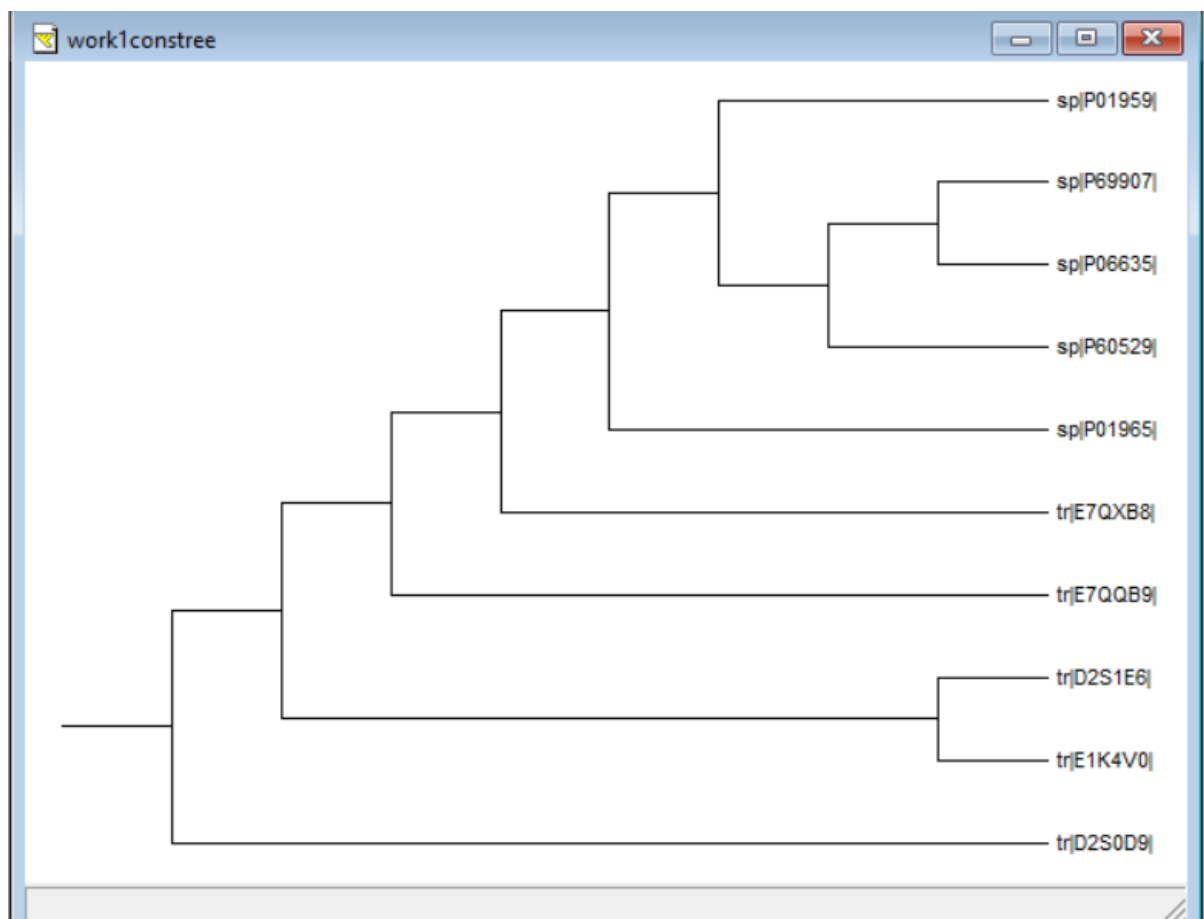 work1constree
sp|P01959|
sp|P69907|
sp|P06635|
sp|P60529|
sp|P01965|
tr|E7QXB8|
tr|E7QQB9|
tr|D2S1E6|
tr|E1K4V0|
tr|D2S0D9|